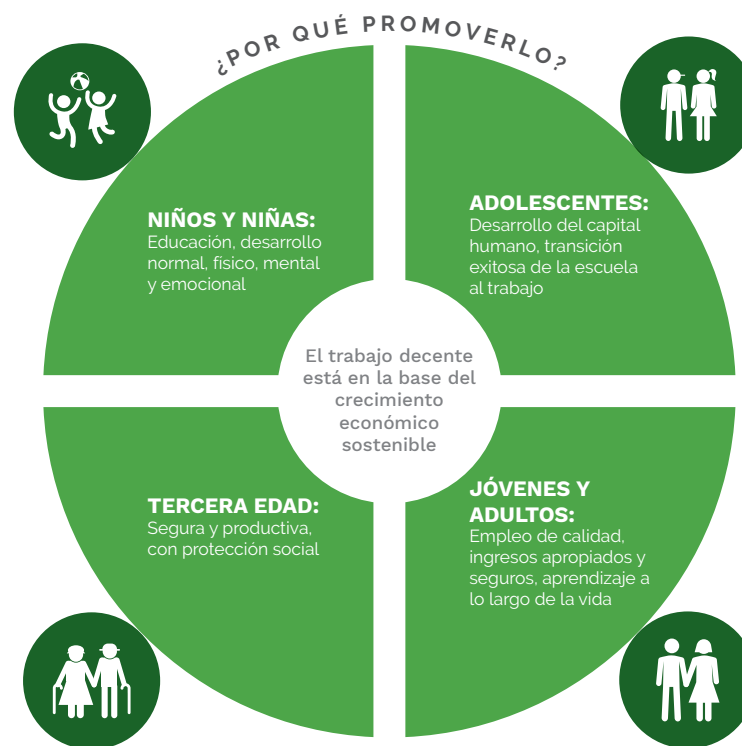 ¿POR QUÉ PROMOVERLO?
NIÑOS Y NIÑAS:
Educación, desarrollo
normal, físico, mental
y emocional
ADOLESCENTES:
Desarrollo del capital
humano, transición
exitosa de la escuela
al trabajo
El trabajo decente
está en la base del
crecimiento
económico
sostenible
TERCERA EDAD:
Segura y productiva,
con protección social
JÓVENES Y
ADULTOS:
Empleo de calidad,
ingresos apropiados y
seguros, aprendizaje a
lo largo de la vida